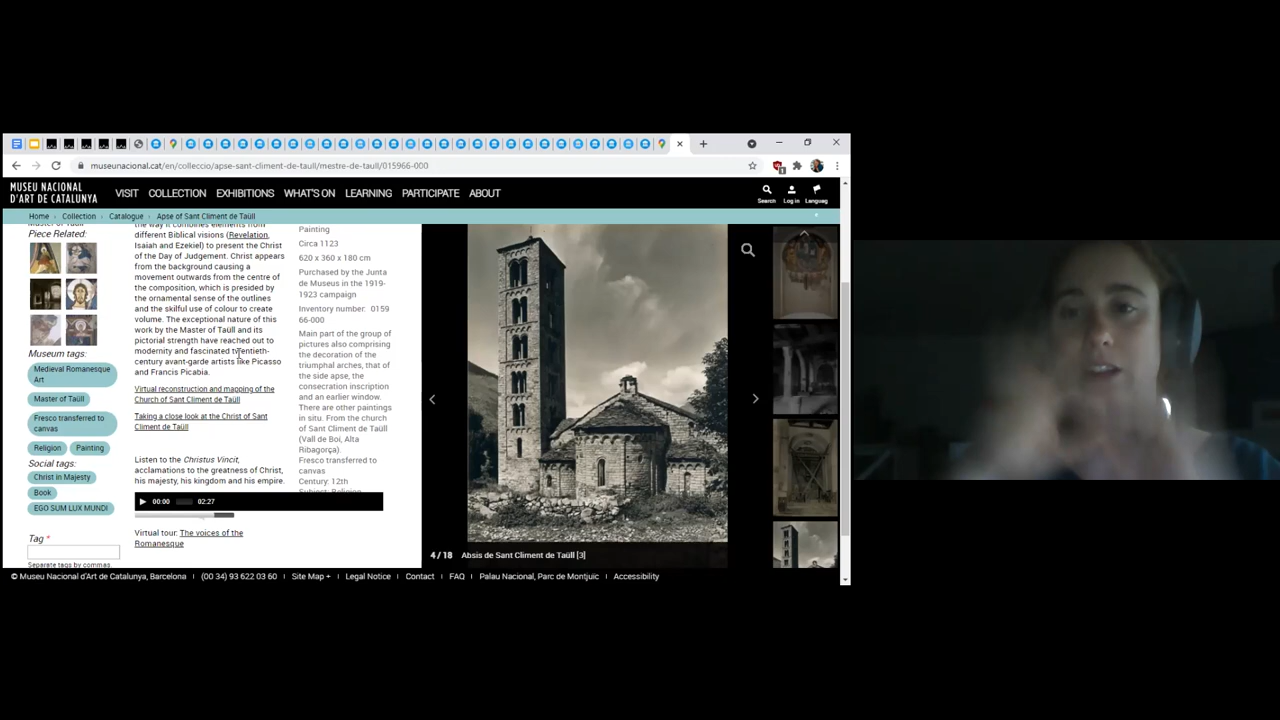 museunacional.cat/en/colleccio/apse-sant-climent-de-taull/mestre-de-taull/015966-000
MUSEU NACIONAL
D'ART DE CATALUNYA
VISIT COLLECTION EXHIBITIONS WHAT'S ON LEARNING PARTICIPATE ABOUT
Search Log in Languag
Home › Collection › Catalogue › Apse of Sant Climent de Taüll
Piece Related:
Museum tags:
Medieval Romanesque
Art
Master of Taüll
Fresco transferred to
canvas
Religion Painting
Social tags:
Christ in Majesty
Book
EGO SUM LUX MUNDI
Tag *
Separate tags by commas.
the way it combines elements from
different Biblical visions (Revelation,
Isaiah and Ezekiel) to present the Christ
of the Day of Judgement. Christ appears
from the background causing a
movement outwards from the centre of
the composition, which is presided by
the ornamental sense of the outlines
and the skilful use of colour to create
volume. The exceptional nature of this
work by the Master of Taüll and its
pictorial strength have reached out to
modernity and fascinated twentieth-
century avant-garde artists like Picasso
and Francis Picabia.
Virtual reconstruction and mapping of the
Church of Sant Climent de Taüll
Taking a close look at the Christ of Sant
Climent de Taüll
Listen to the Christus Vincit,
acclamations to the greatness of Christ,
his majesty, his kingdom and his empire.
00:00 02:27
Virtual tour: The voices of the
Romanesque
Painting
Circa 1123
620 x 360 x 180 cm
Purchased by the Junta
de Museus in the 1919-
1923 campaign
Inventory number: 0159
66-000
Main part of the group of
pictures also comprising
the decoration of the
triumphal arches, that of
the side apse, the
consecration inscription
and an earlier window.
There are other paintings
in situ. From the church
of Sant Climent de Taüll
(Vall de Boi, Alta
Ribagorça).
Fresco transferred to
canvas
Century: 12th
4 / 18 Absis de Sant Climent de Taüll [3]
© Museu Nacional d'Art de Catalunya, Barcelona | (00 34) 93 622 03 60 | Site Map + | Legal Notice | Contact | FAQ | Palau Nacional, Parc de Montjuïc | Accessibility